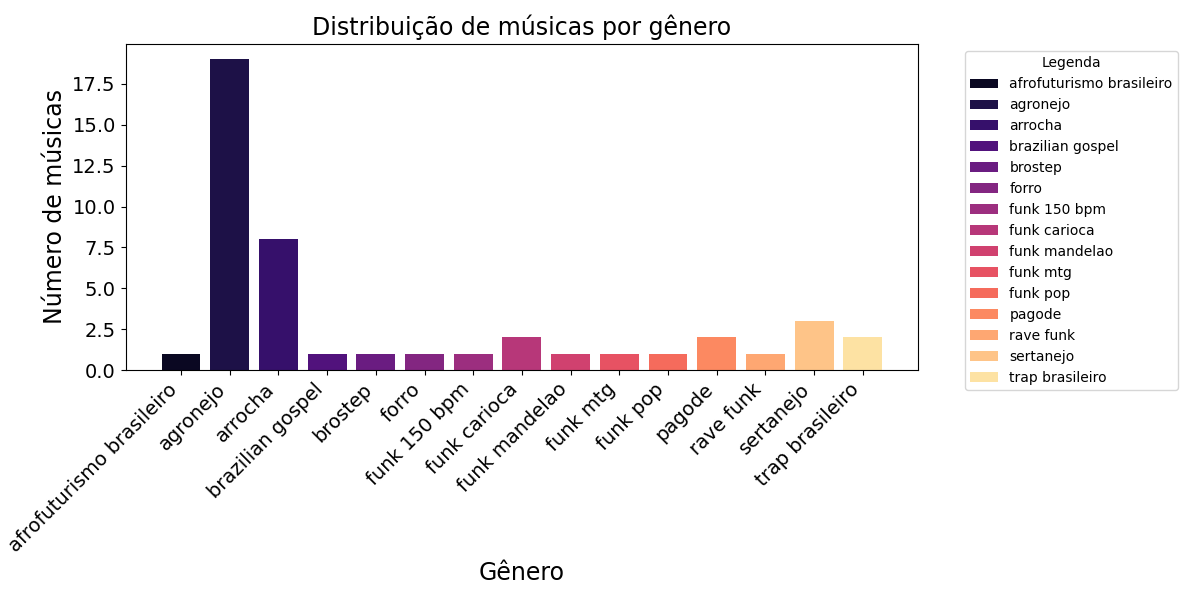 Distribuição de músicas por gênero
Número de músicas
17.5
15.0
12.5
10.0
7.5
5.0
2.5
0.0
afrofuturismo brasileiro
agronejo
arrocha
brazilian gospel
brostep
forro
funk 150 bpm
funk carioca
funk mandelao
funk mtg
funk pop
pagode
rave funk
sertanejo
trap brasileiro
Gênero
Legenda
afrofuturismo brasileiro
agronejo
arrocha
brazilian gospel
brostep
forro
funk 150 bpm
funk carioca
funk mandelao
funk mtg
funk pop
pagode
rave funk
sertanejo
trap brasileiro